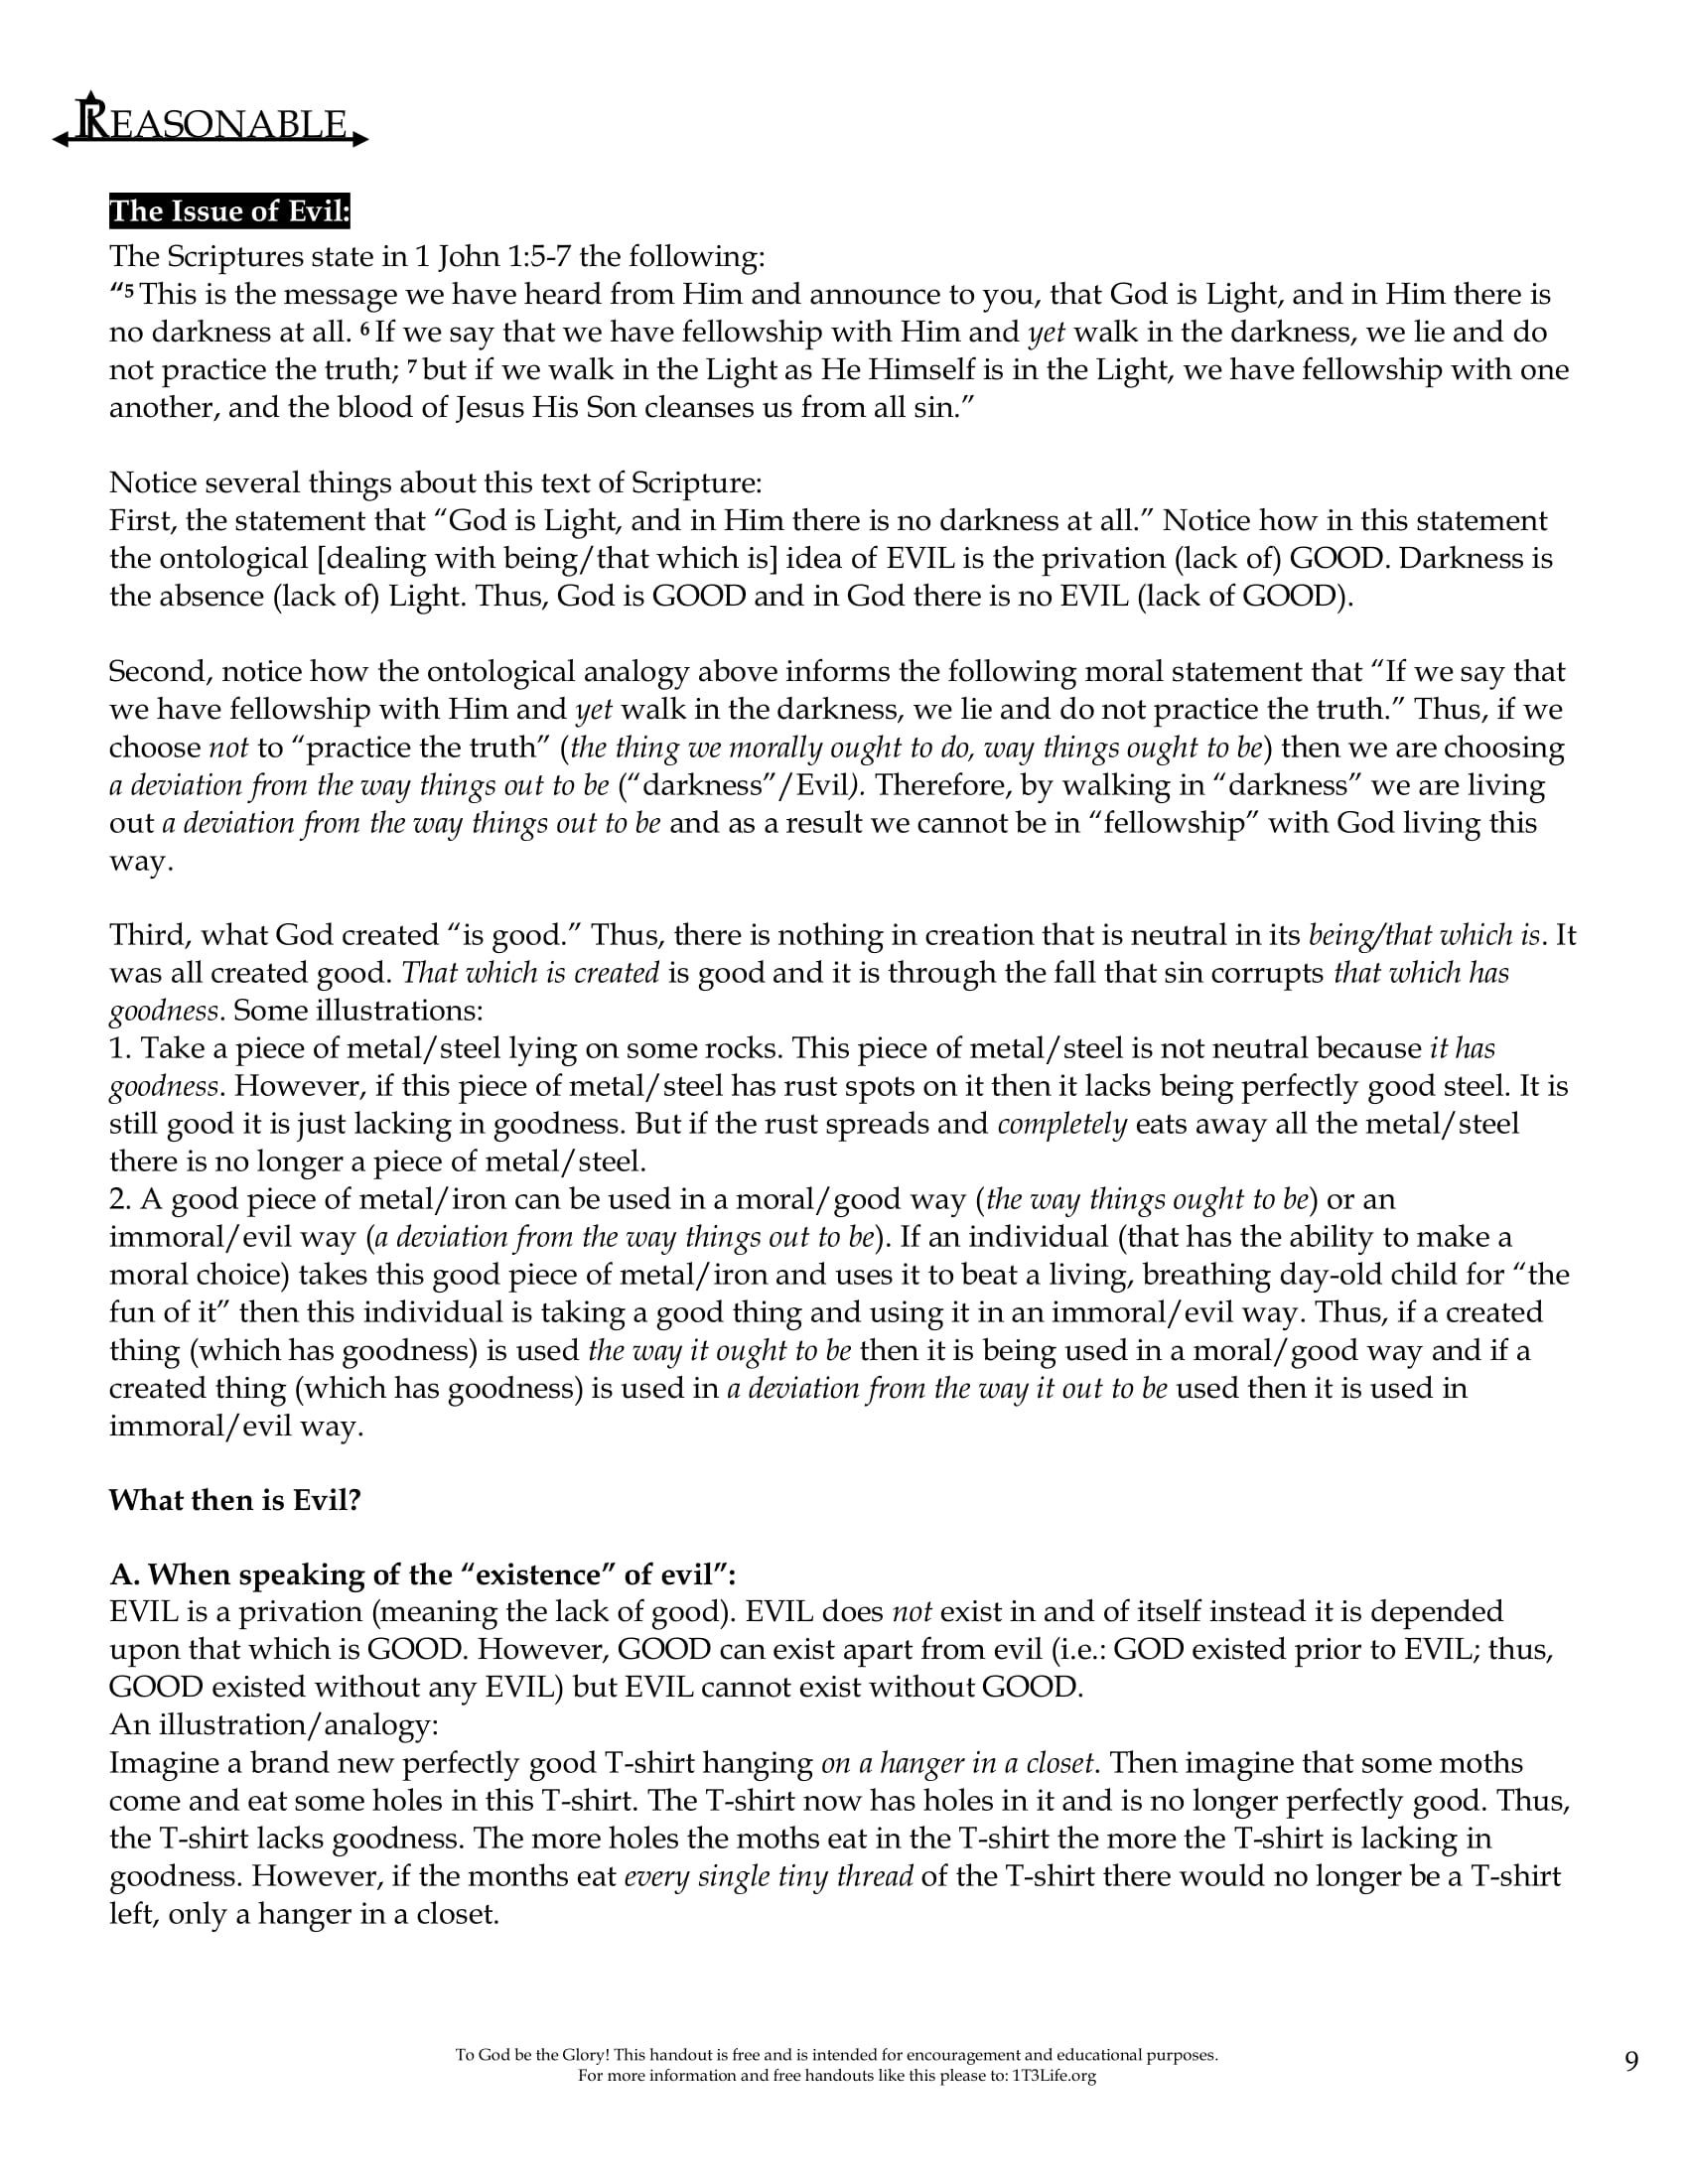 REASONABLE
The Issue of Evil:
The Scriptures state in 1 John 1:5-7 the following:
“5 This is the message we have heard from Him and announce to you, that God is Light, and in Him there is
no darkness at all. 6 If we say that we have fellowship with Him and yet walk in the darkness, we lie and do
not practice the truth; 7 but if we walk in the Light as He Himself is in the Light, we have fellowship with one
another, and the blood of Jesus His Son cleanses us from all sin.”
Notice several things about this text of Scripture:
First, the statement that “God is Light, and in Him there is no darkness at all.” Notice how in this statement
the ontological [dealing with being/that which is] idea of EVIL is the privation (lack of) GOOD. Darkness is
the absence (lack of) Light. Thus, God is GOOD and in God there is no EVIL (lack of GOOD).
Second, notice how the ontological analogy above informs the following moral statement that “If we say that
we have fellowship with Him and yet walk in the darkness, we lie and do not practice the truth.” Thus, if we
choose not to “practice the truth” (the thing we morally ought to do, way things ought to be) then we are choosing
a deviation from the way things out to be (“darkness”/Evil). Therefore, by walking in “darkness” we are living
out a deviation from the way things out to be and as a result we cannot be in “fellowship” with God living this
way.
Third, what God created “is good.” Thus, there is nothing in creation that is neutral in its being/that which is. It
was all created good. That which is created is good and it is through the fall that sin corrupts that which has
goodness. Some illustrations:
1. Take a piece of metal/steel lying on some rocks. This piece of metal/steel is not neutral because it has
goodness. However, if this piece of metal/steel has rust spots on it then it lacks being perfectly good steel. It is
still good it is just lacking in goodness. But if the rust spreads and completely eats away all the metal/steel
there is no longer a piece of metal/steel.
2. A good piece of metal/iron can be used in a moral/good way (the way things ought to be) or an
immoral/evil way (a deviation from the way things out to be). If an individual (that has the ability to make a
moral choice) takes this good piece of metal/iron and uses it to beat a living, breathing day-old child for “the
fun of it” then this individual is taking a good thing and using it in an immoral/evil way. Thus, if a created
thing (which has goodness) is used the way it ought to be then it is being used in a moral/good way and if a
created thing (which has goodness) is used in a deviation from the way it out to be used then it is used in
immoral/evil way.
What then is Evil?
A. When speaking of the “existence” of evil”:
EVIL is a privation (meaning the lack of good). EVIL does not exist in and of itself instead it is depended
upon that which is GOOD. However, GOOD can exist apart from evil (i.e.: GOD existed prior to EVIL; thus,
GOOD existed without any EVIL) but EVIL cannot exist without GOOD.
An illustration/analogy:
Imagine a brand new perfectly good T-shirt hanging on a hanger in a closet. Then imagine that some moths
come and eat some holes in this T-shirt. The T-shirt now has holes in it and is no longer perfectly good. Thus,
the T-shirt lacks goodness. The more holes the moths eat in the T-shirt the more the T-shirt is lacking in
goodness. However, if the months eat every single tiny thread of the T-shirt there would no longer be a T-shirt
left, only a hanger in a closet.
To God be the Glory! This handout is free and is intended for encouragement and educational purposes.
For more information and free handouts like this please to: 1T3Life.org
9